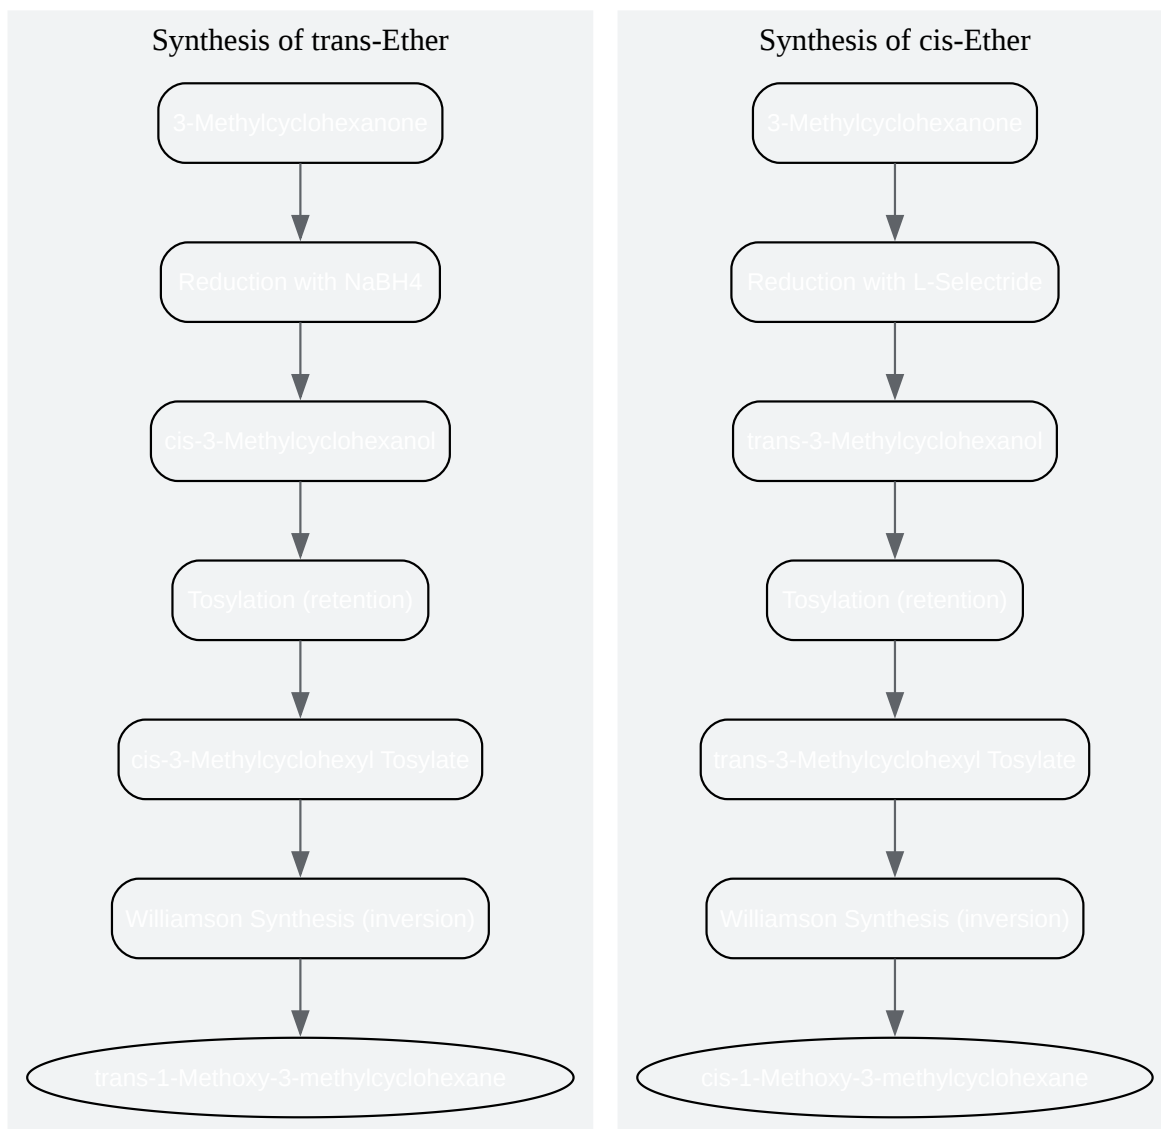 Synthesis of trans-Ether
3-Methylcyclohexanone
Reduction with NaBH4
cis-3-Methylcyclohexanol
Tosylation (retention)
cis-3-Methylcyclohexyl Tosylate
Williamson Synthesis (inversion)
trans-1-Methoxy-3-methylcyclohexane
Synthesis of cis-Ether
3-Methylcyclohexanone
Reduction with L-Selectride
trans-3-Methylcyclohexanol
Tosylation (retention)
trans-3-Methylcyclohexyl Tosylate
Williamson Synthesis (inversion)
cis-1-Methoxy-3-methylcyclohexane